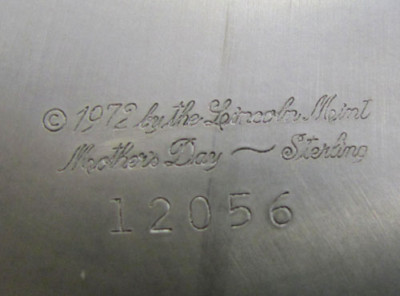 © 1972 by the Lincoln Mint
Mother's Day ~ Sterling
12056